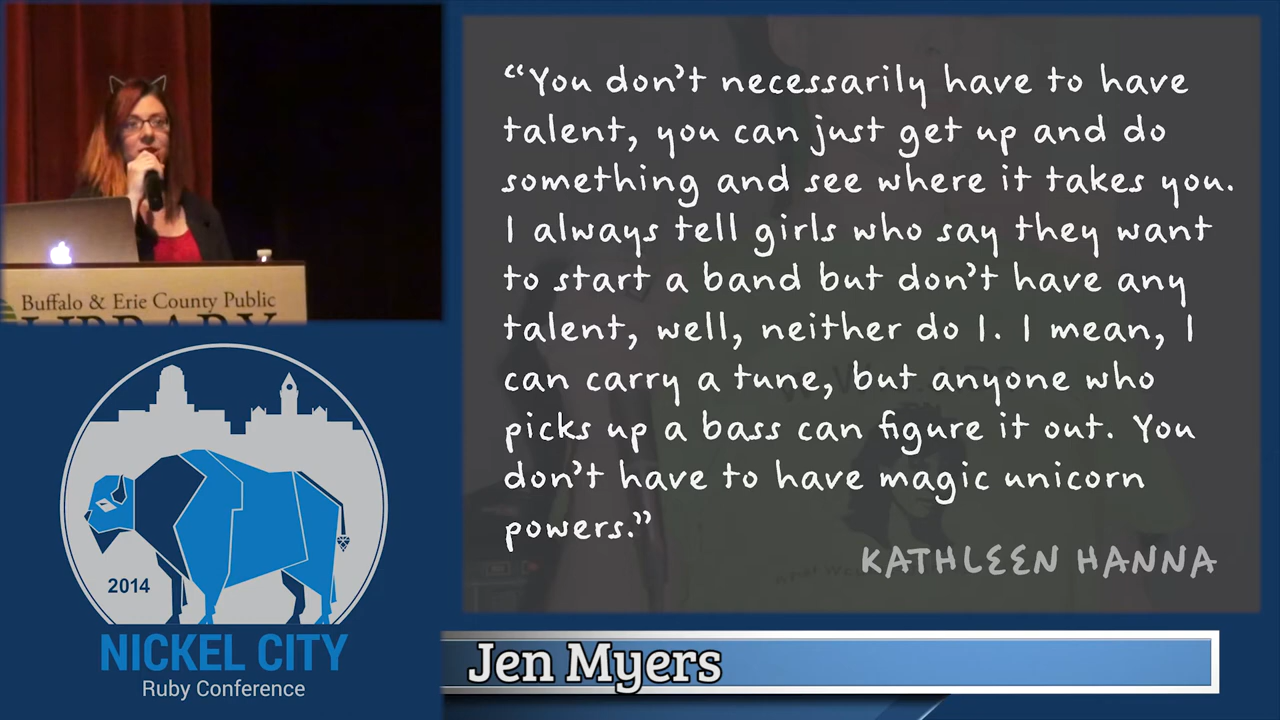 “You don’t necessarily have to have
talent, you can just get up and do
something and see where it takes you.
I always tell girls who say they want
to start a band but don’t have any
talent, well, neither do I. I mean, I
can carry a tune, but anyone who
picks up a bass can figure it out. You
don’t have to have magic unicorn
powers.”
KATHLEEN HANNA
Buffalo & Erie County Public
LIBRARY
2014
NICKEL CITY
Ruby Conference
Jen Myers